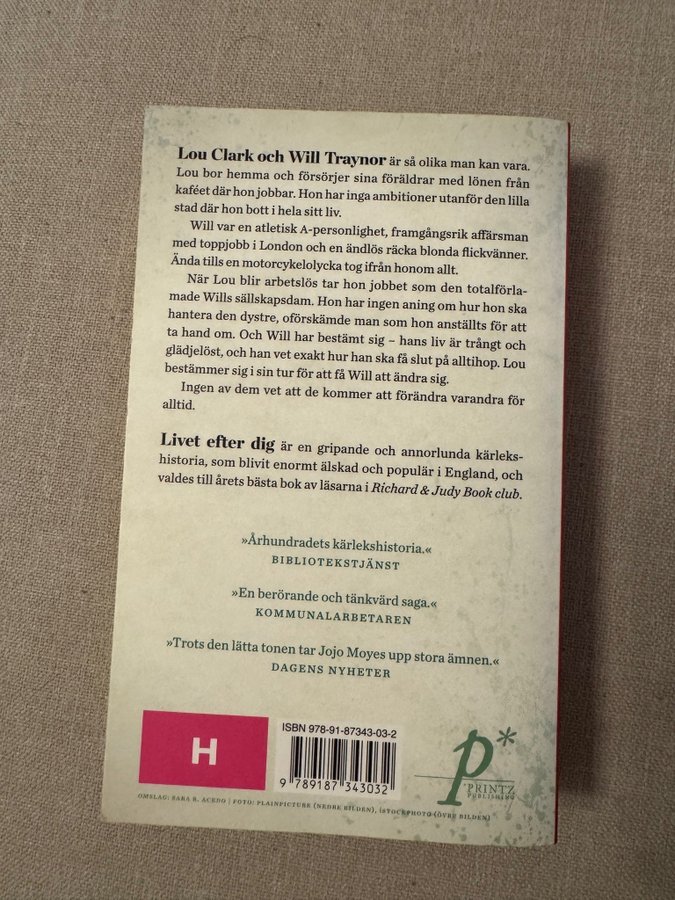 Lou Clark och Will Traynor är så olika man kan vara.
Lou bor hemma och försörjer sina föräldrar med lönen från
kaféet där hon jobbar. Hon har inga ambitioner utanför den lilla
stad där hon bott i hela sitt liv.
Will var en atletisk A-personlighet, framgångsrik affärsman
med toppjobb i London och en ändlös räcka blonda flickvänner.
Ända tills en motorcykelolycka tog ifrån honom allt.
När Lou blir arbetslös tar hon jobbet som den totalförla-
made Wills sällskapsdam. Hon har ingen aning om hur hon ska
hantera den dystre, oförskämde man som hon anställts för att
ta hand om. Och Will har bestämt sig – hans liv är trångt och
glädjelöst, och han vet exakt hur han ska få slut på alltihop. Lou
bestämmer sig i sin tur för att få Will att ändra sig.
Ingen av dem vet att de kommer att förändra varandra för
alltid.
Livet efter dig är en gripande och annorlunda kärleks-
historia, som blivit enormt älskad och populär i England, och
valdes till årets bästa bok av läsarna i Richard & Judy Book club.
»Århundradets kärlekshistoria.«
BIBLIOTEKSTJÄNST
»En berörande och tänkvärd saga.«
KOMMUNALARBETAREN
»Trots den lätta tonen tar Jojo Moyes upp stora ämnen.«
DAGENS NYHETER
H
ISBN 978-91-87343-03-2
9 789187 343032
p*
PRINTZ
PUBLISHING
OMSLAG: SARA R. ACEDO | FOTO: PLAINPICTURE (NEDRE BILDEN), ISTOCKPHOTO (ÖVRE BILDEN)